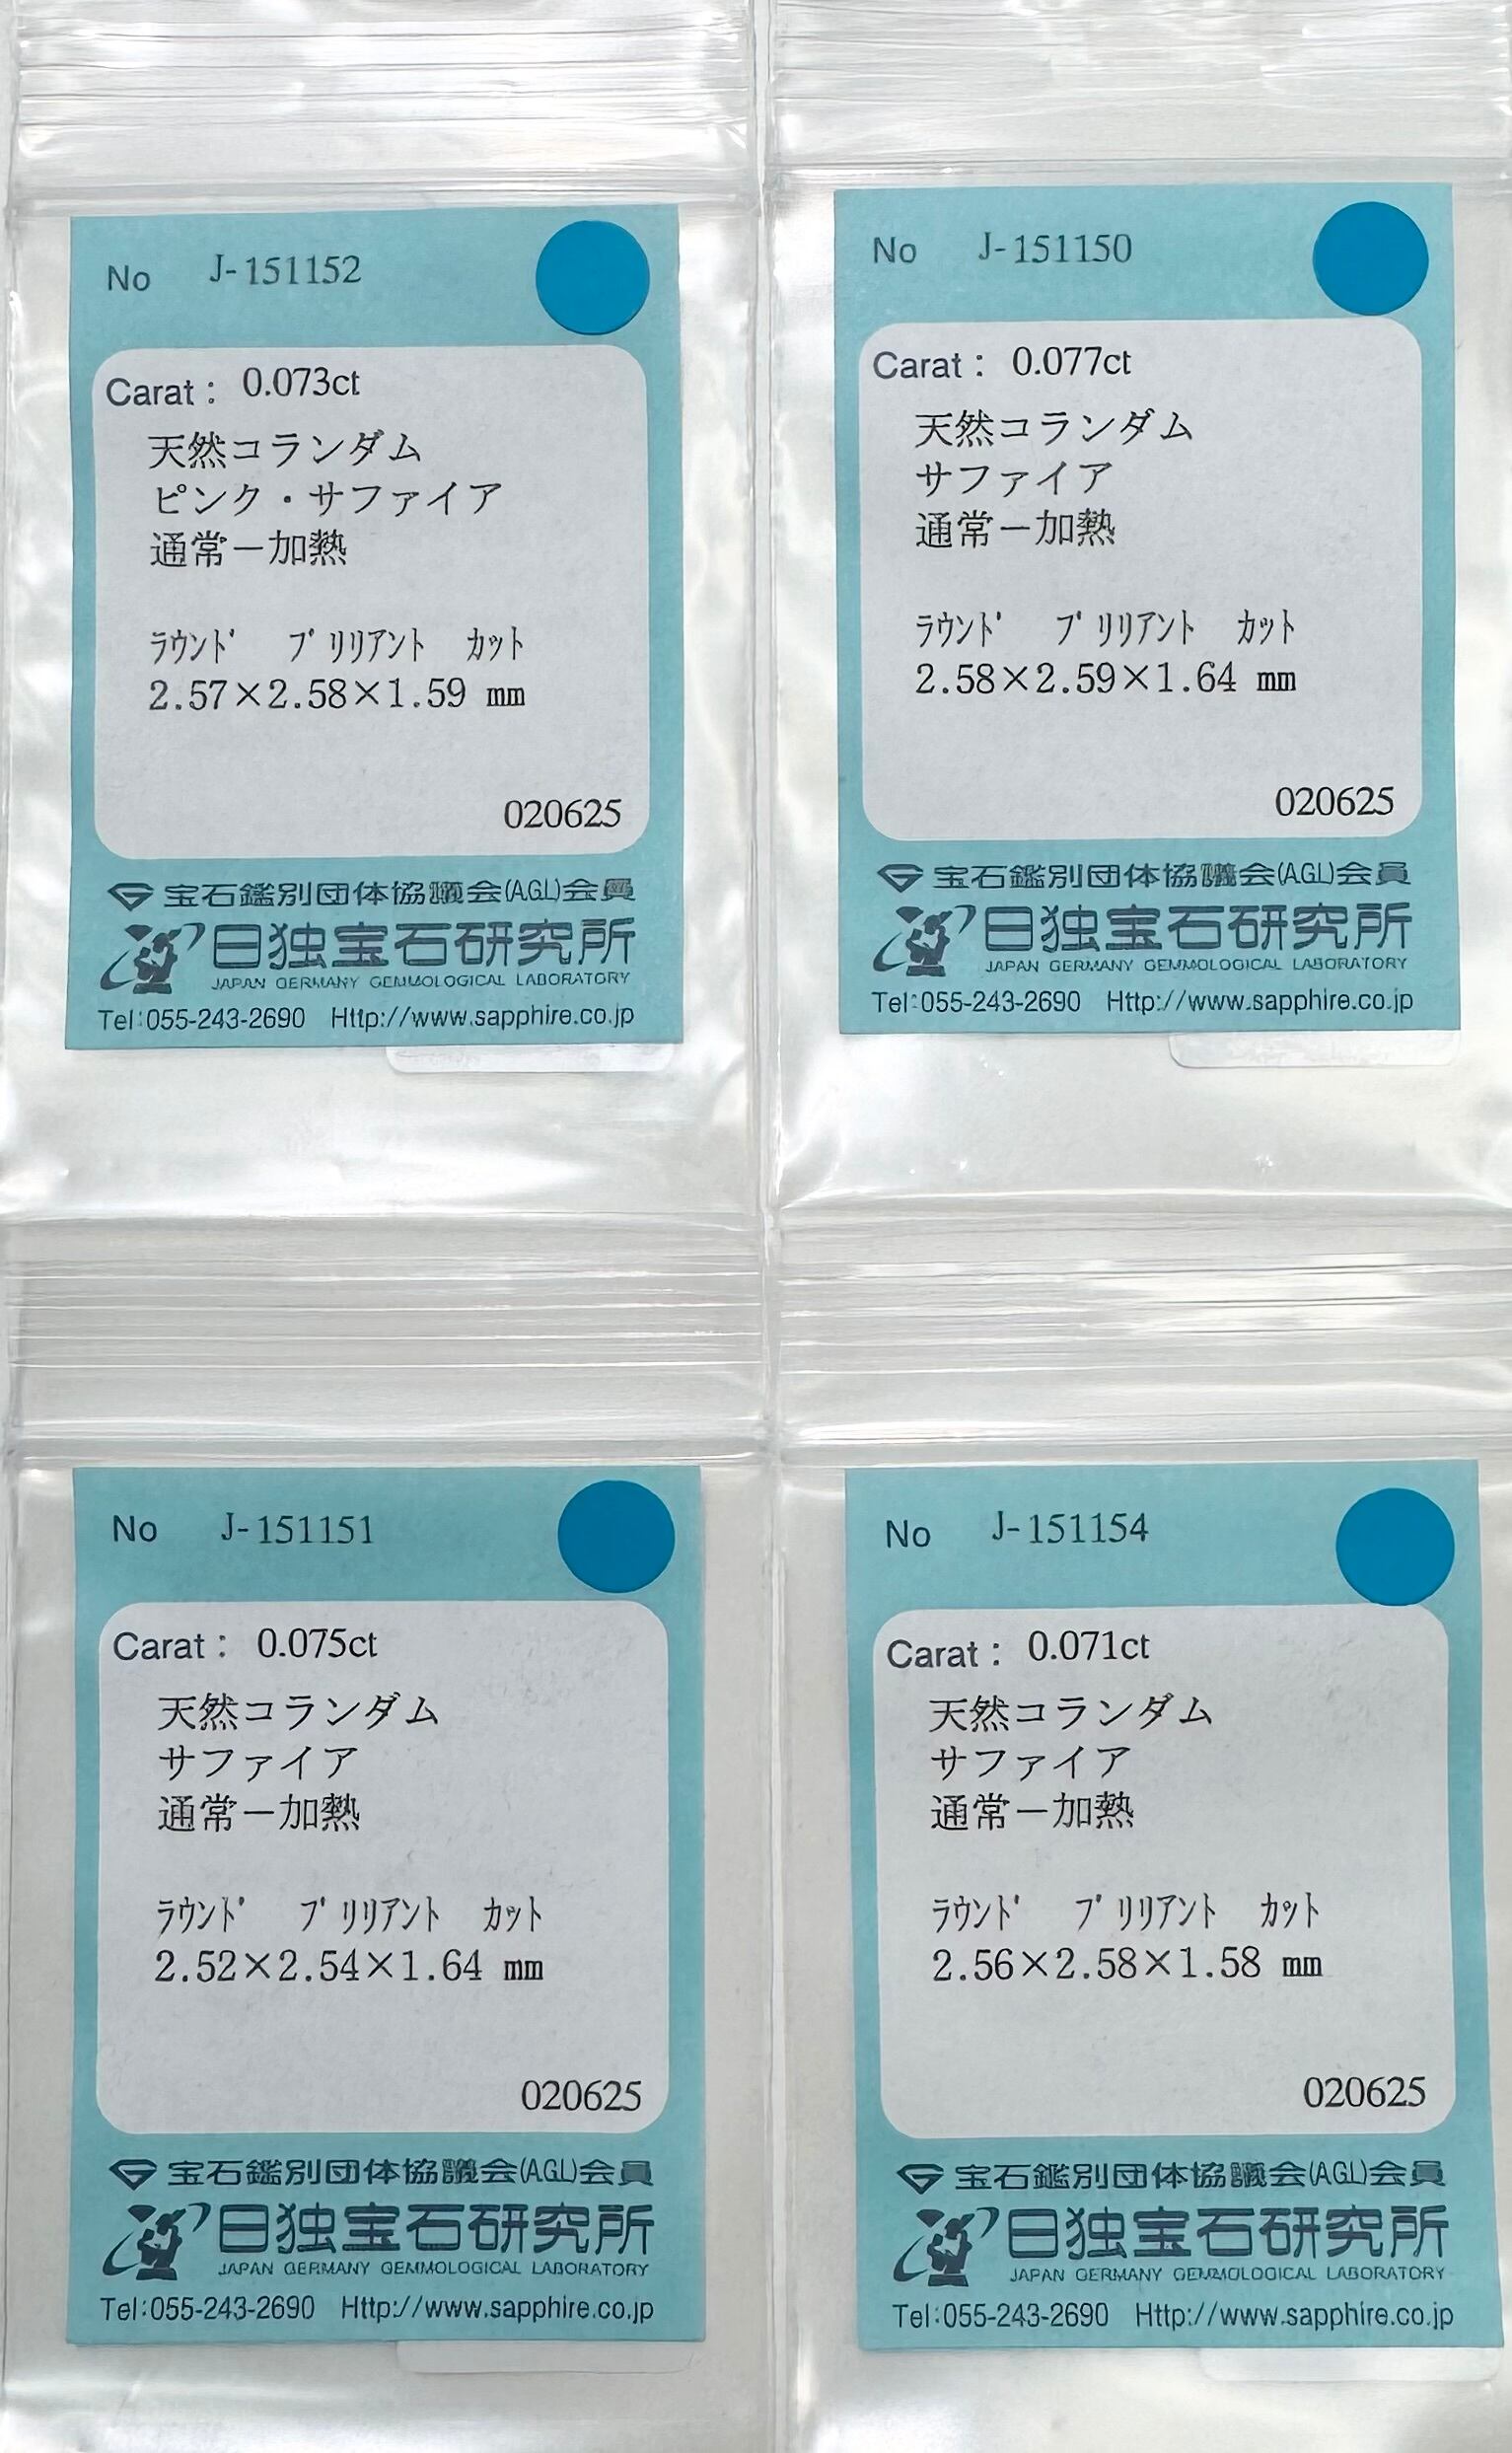 No J-151152
Carat： 0.073ct
天然コランダム
ピンク・サファイア
通常－加熱
ﾗｳﾝﾄﾞ ﾌﾞﾘﾘｱﾝﾄ ｶｯﾄ
2.57×2.58×1.59 mm
020625
宝石鑑別団体協議会(AGL)会員
日独宝石研究所
JAPAN GERMANY GEMMOLOGICAL LABORATORY
Tel:055-243-2690 Http://www.sapphire.co.jp
No J-151150
Carat： 0.077ct
天然コランダム
サファイア
通常－加熱
ﾗｳﾝﾄﾞ ﾌﾞﾘﾘｱﾝﾄ ｶｯﾄ
2.58×2.59×1.64 mm
020625
宝石鑑別団体協議会(AGL)会員
日独宝石研究所
JAPAN GERMANY GEMMOLOGICAL LABORATORY
Tel:055-243-2690 Http://www.sapphire.co.jp
No J-151151
Carat： 0.075ct
天然コランダム
サファイア
通常－加熱
ﾗｳﾝﾄﾞ ﾌﾞﾘﾘｱﾝﾄ ｶｯﾄ
2.52×2.54×1.64 mm
020625
宝石鑑別団体協議会(AGL)会員
日独宝石研究所
JAPAN GERMANY GEMMOLOGICAL LABORATORY
Tel:055-243-2690 Http://www.sapphire.co.jp
No J-151154
Carat： 0.071ct
天然コランダム
サファイア
通常－加熱
ﾗｳﾝﾄﾞ ﾌﾞﾘﾘｱﾝﾄ ｶｯﾄ
2.56×2.58×1.58 mm
020625
宝石鑑別団体協議会(AGL)会員
日独宝石研究所
JAPAN GERMANY GEMMOLOGICAL LABORATORY
Tel:055-243-2690 Http://www.sapphire.co.jp